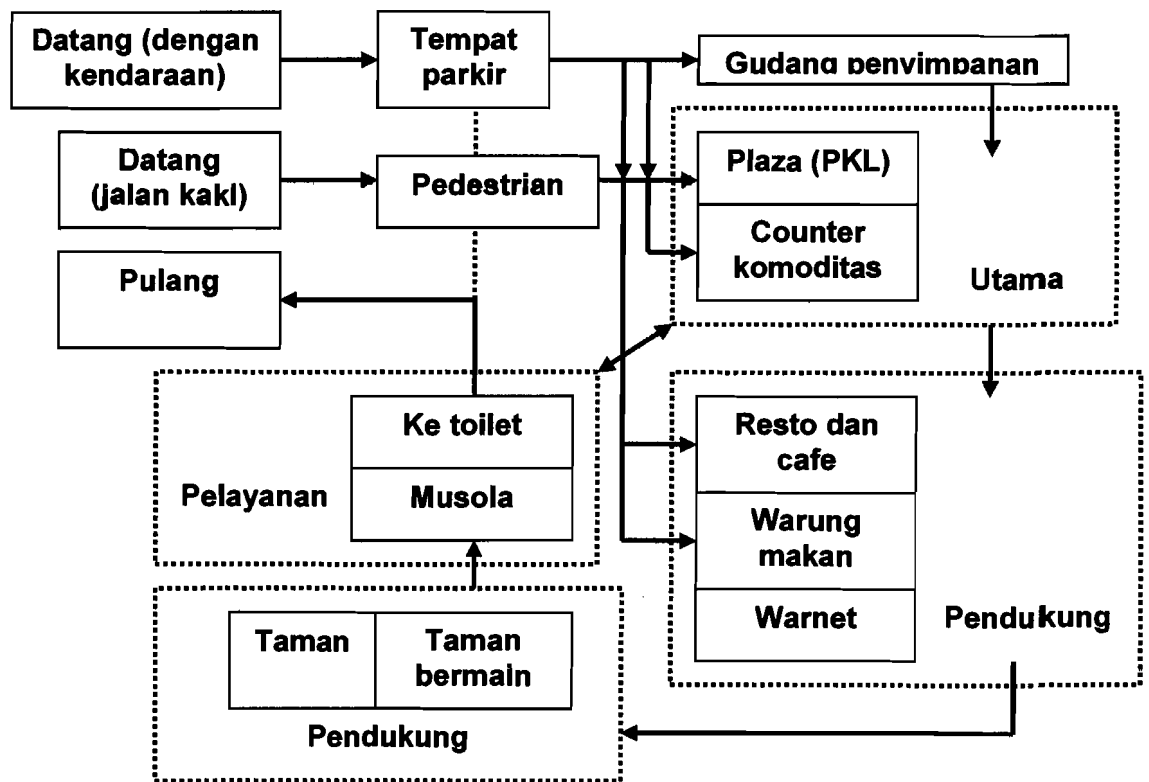 Datang (dengan
kendaraan)
Tempat
parkir
Gudang penyimpanan
Datang
(jalan kaki)
Pedestrian
Plaza (PKL)
Counter
komoditas
Utama
Pulang
Ke toilet
Musola
Pelayanan
Resto dan
cafe
Warung
makan
Warnet
Pendukung
Taman
Taman
bermain
Pendukung